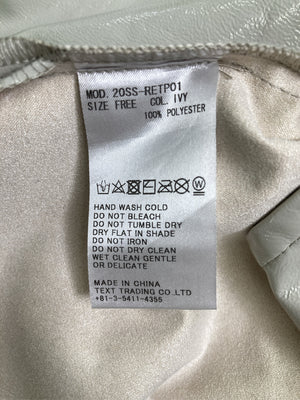 MOD. 20SS-RETP01
SIZE FREE COL. IVY
100% POLYESTER
HAND WASH COLD
DO NOT BLEACH
DO NOT TUMBLE DRY
DRY FLAT IN SHADE
DO NOT IRON
DO NOT DRY CLEAN
WET CLEAN GENTLE
OR DELICATE
MADE IN CHINA
TEXT TRADING CO.,LTD
+81-3-5411-4355